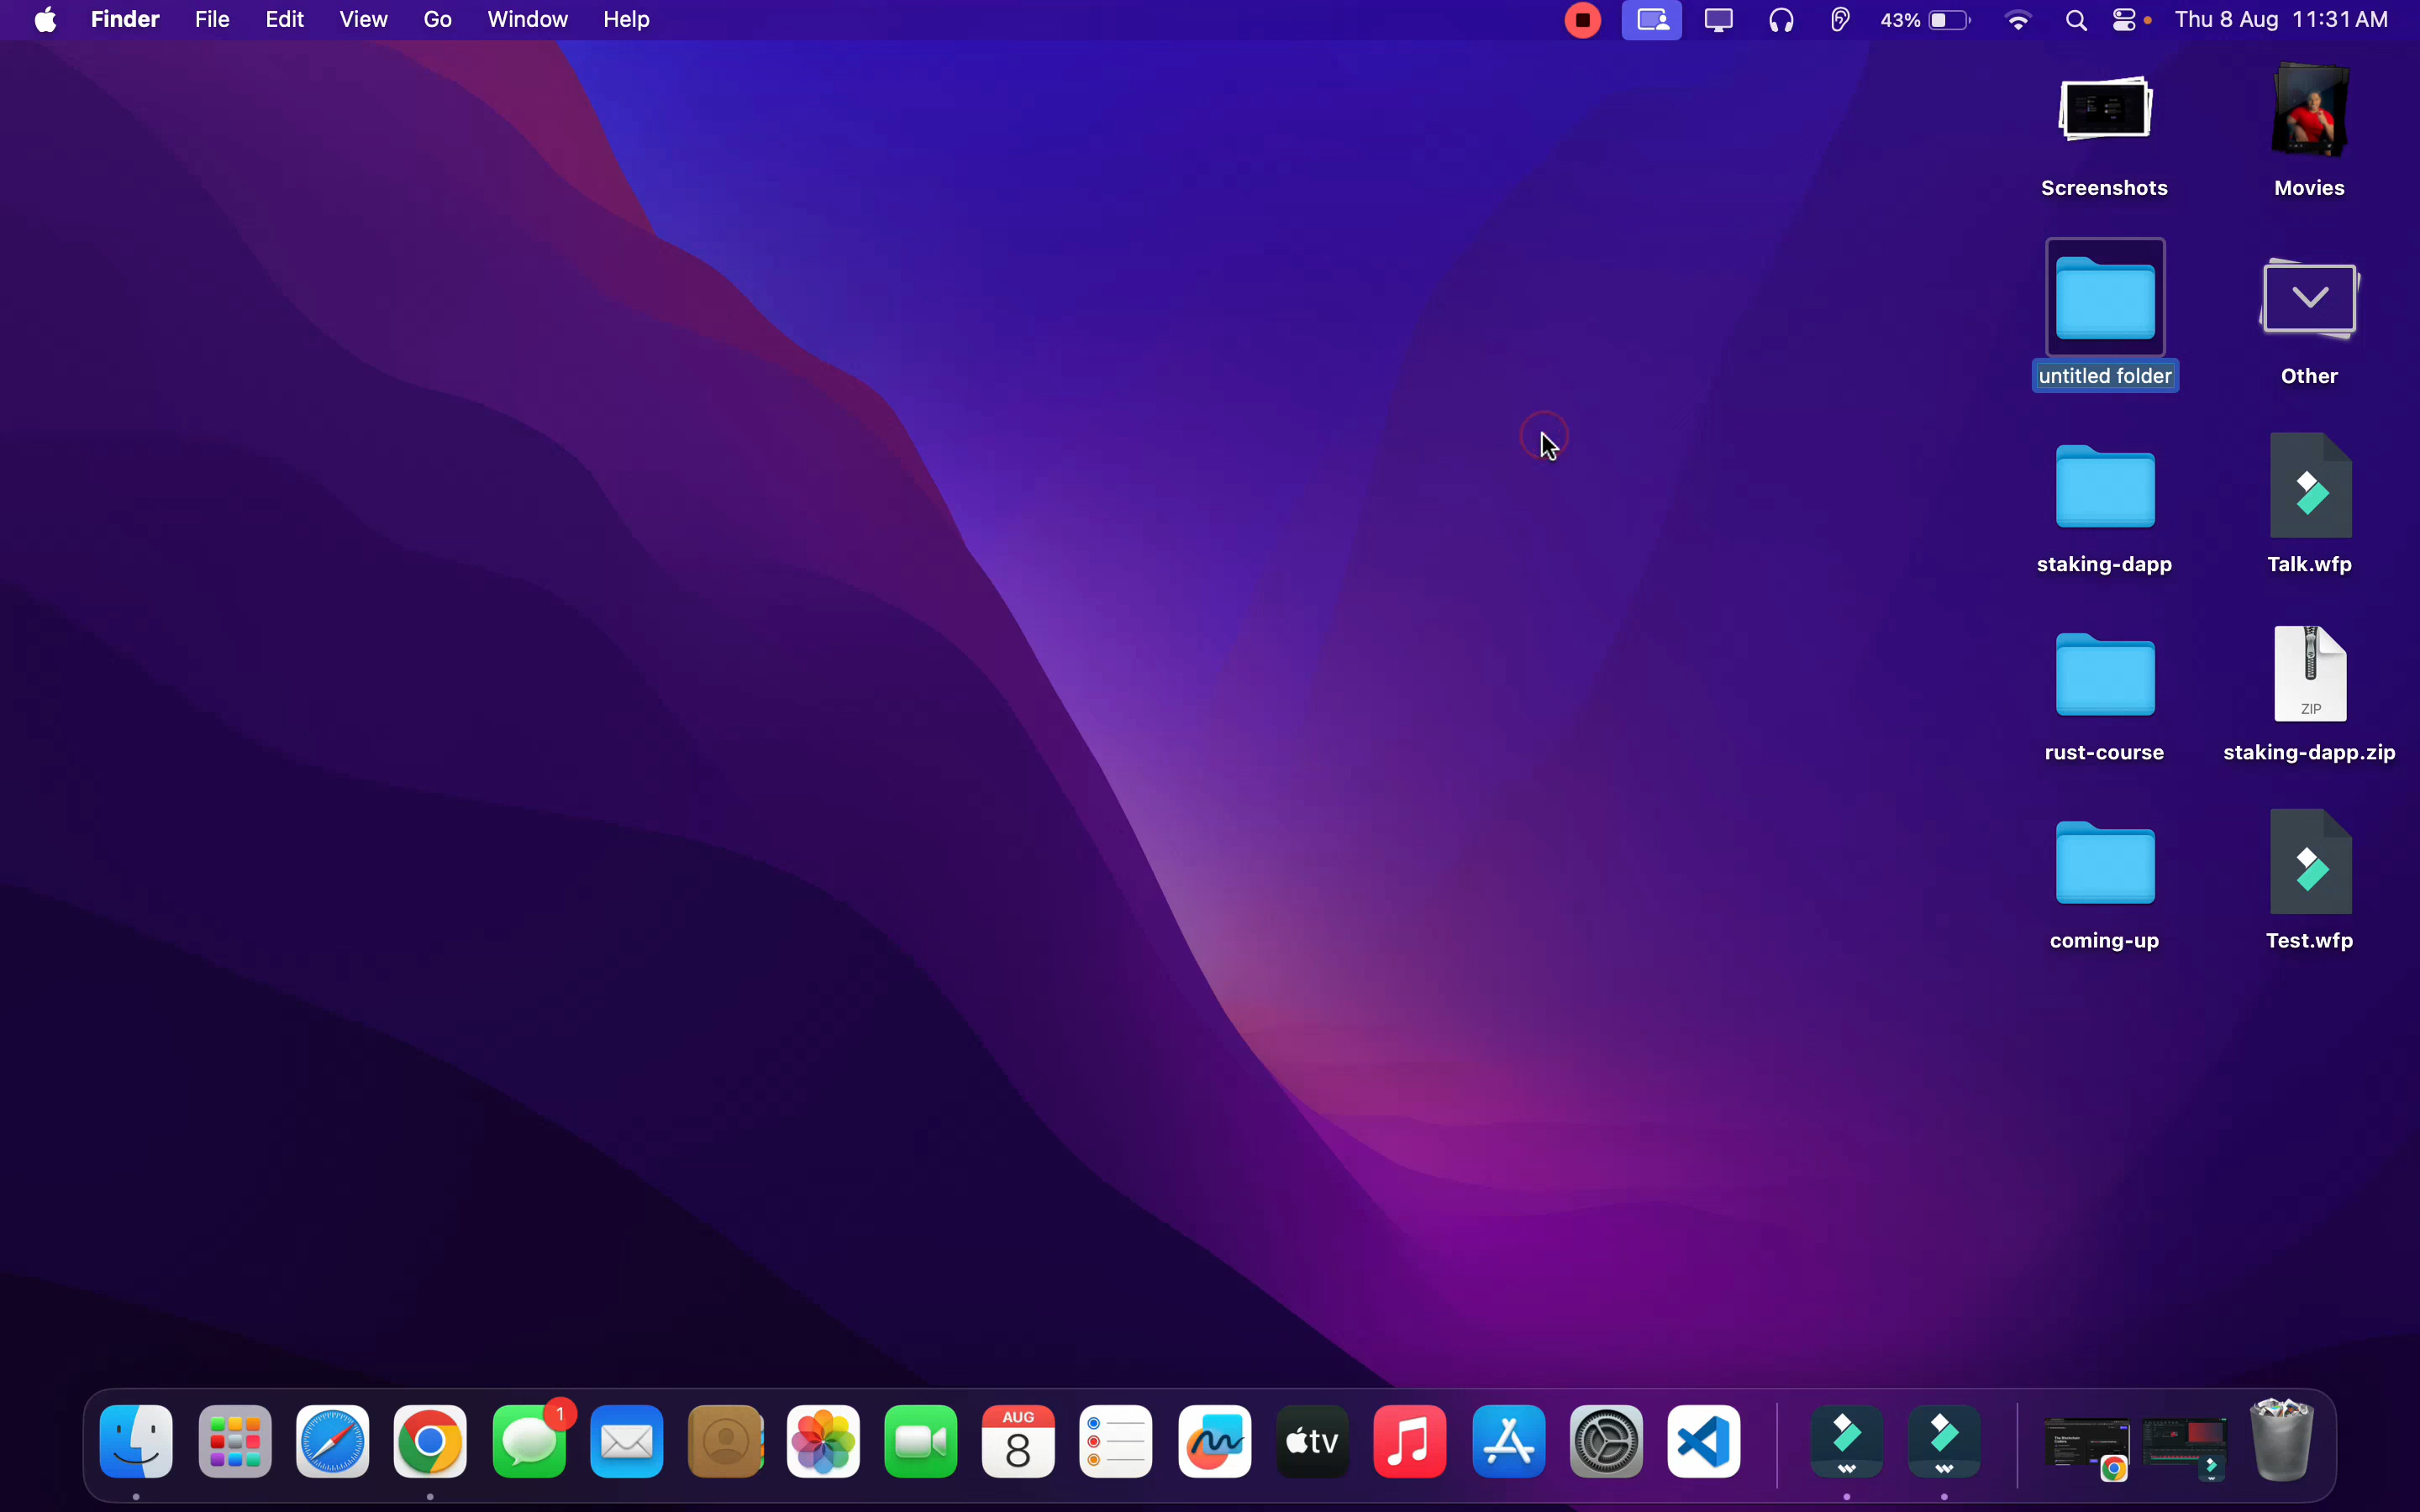 Finder File Edit View Go Window Help 43% Thu 8 Aug 11:31 AM
Screenshots Movies
untitled folder Other
staking-dapp Talk.wfp
ZIP
rust-course staking-dapp.zip
coming-up Test.wfp
1
AUG
8
tv